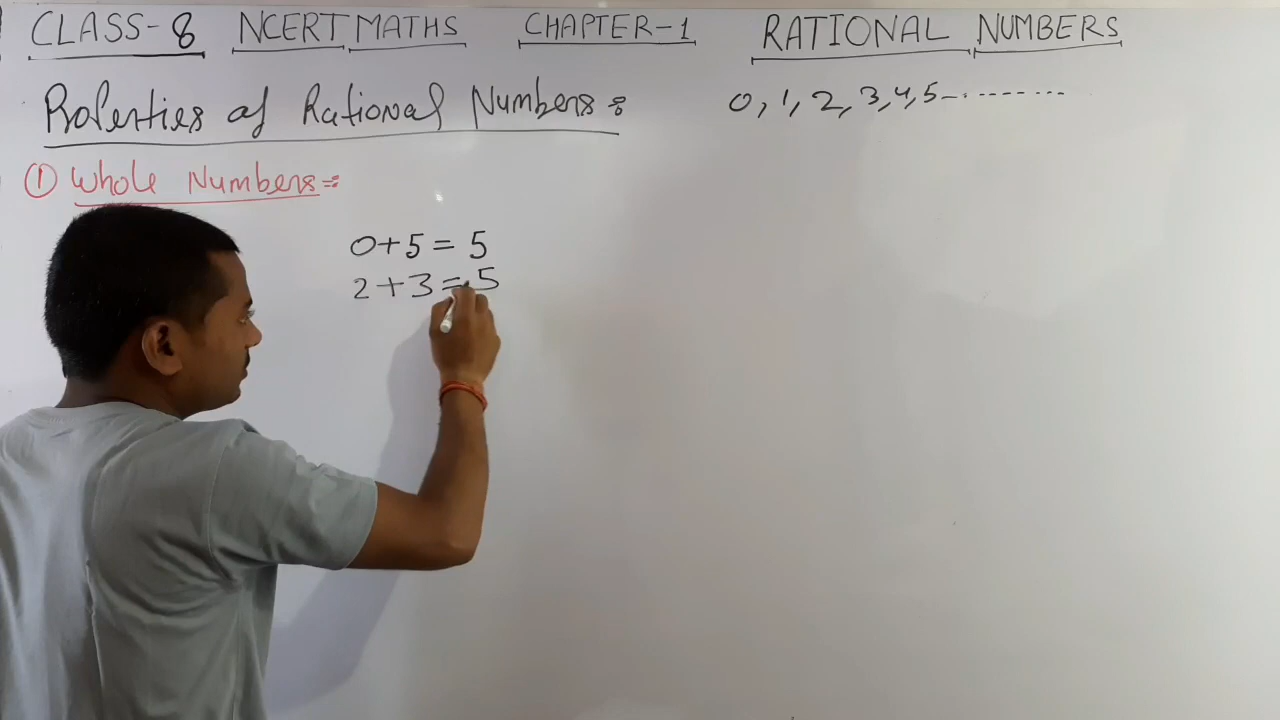 CLASS-8 NCERT MATHS CHAPTER-1 RATIONAL NUMBERS
Properties of Rational Numbers:
0, 1, 2, 3, 4, 5-.--------
① Whole Numbers:-
0+5 = 5
2+3=5